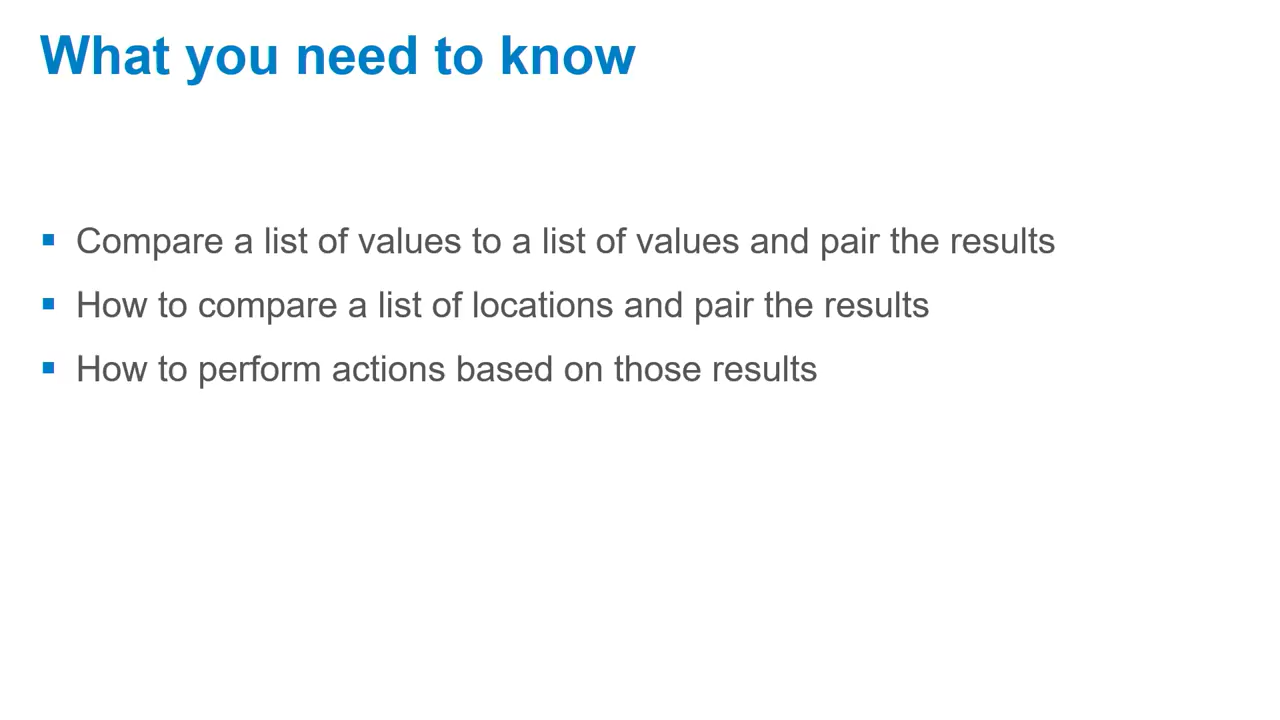 What you need to know
Compare a list of values to a list of values and pair the results
How to compare a list of locations and pair the results
How to perform actions based on those results